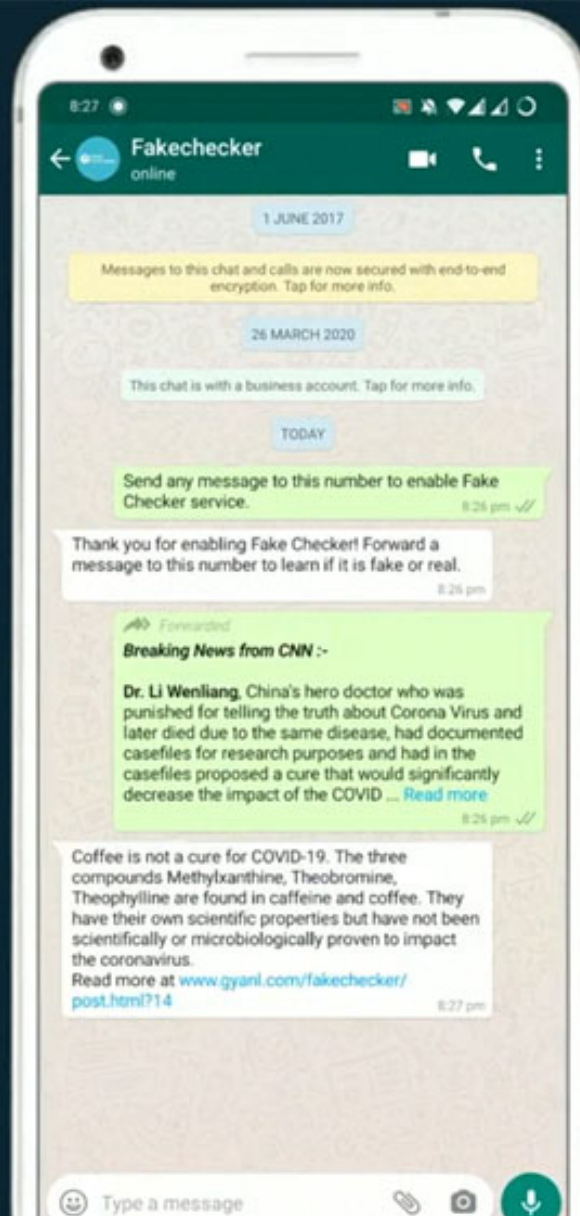 8:27
Fakechecker
online
1 JUNE 2017
Messages to this chat and calls are now secured with end-to-end
encryption. Tap for more info.
26 MARCH 2020
This chat is with a business account. Tap for more info.
TODAY
Send any message to this number to enable Fake
Checker service.
8:26 pm
Thank you for enabling Fake Checker! Forward a
message to this number to learn if it is fake or real.
8:26 pm
Forwarded
Breaking News from CNN :-
Dr. Li Wenliang, China's hero doctor who was
punished for telling the truth about Corona Virus and
later died due to the same disease, had documented
casefiles for research purposes and had in the
casefiles proposed a cure that would significantly
decrease the impact of the COVID ... Read more
8:26 pm
Coffee is not a cure for COVID-19. The three
compounds Methylxanthine, Theobromine,
Theophylline are found in caffeine and coffee. They
have their own scientific properties but have not been
scientifically or microbiologically proven to impact
the coronavirus.
Read more at www.gyanl.com/fakechecker/
post.html?14
8:27 pm
Type a message